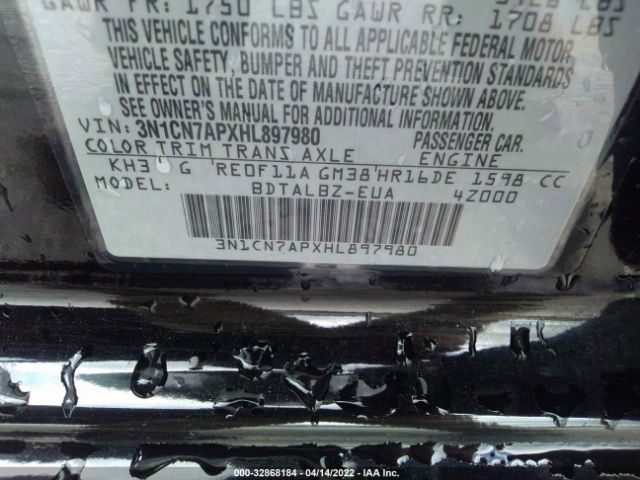 GAWR FR: 1750 LBS GAWR RR: 1708 LBS
THIS VEHICLE CONFORMS TO ALL APPLICABLE FEDERAL MOTOR
VEHICLE SAFETY, BUMPER AND THEFT PREVENTION STANDARDS
IN EFFECT ON THE DATE OF MANUFACTURE SHOWN ABOVE.
SEE OWNER'S MANUAL FOR ADDITIONAL INFORMATION.
VIN: 3N1CN7APXHL897980 PASSENGER CAR.
COLOR TRIM TRANS AXLE ENGINE
KH3 G RE0F11A GM38 HR16DE 1598 CC
MODEL: BDTALBZ-EUA 4Z000
3N1CN7APXHL897980
000-32868184 - 04/14/2022 - IAA Inc.